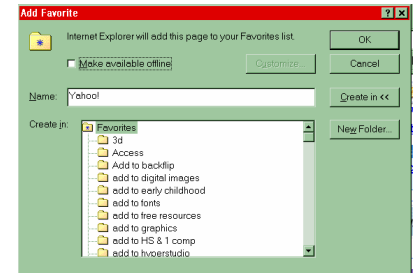 Add Favorite
Internet Explorer will add this page to your Favorites list.
OK
Make available offline
Customize...
Cancel
Name: Yahoo!
Create in <<
Create in:
Favorites
New Folder...
3d
Access
Add to backflip
add to digital images
add to early childhood
add to fonts
add to free resources
add to graphics
add to HS & 1 comp
add to hyperstudio